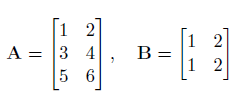 A = [1 2; 3 4; 5 6], B = [1 2; 1 2]